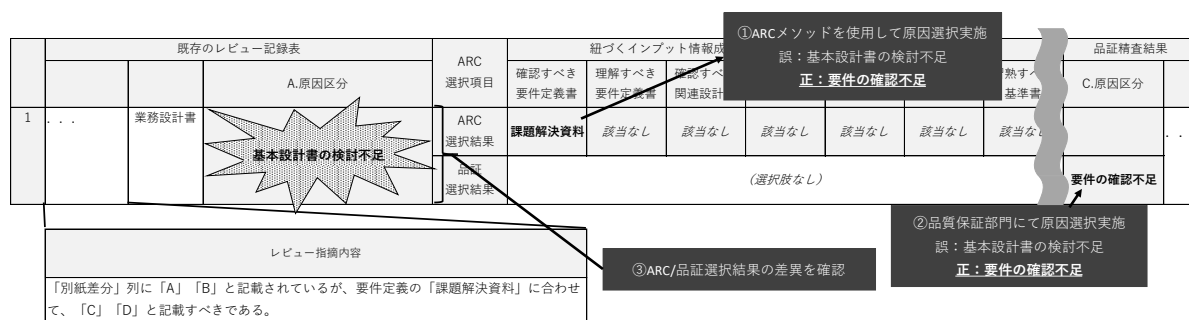 ①ARCメソッドを使用して原因選択実施
誤：基本設計書の検討不足
正：要件の確認不足
既存のレビュー記録表
ARC
選択項目
紐づくインプット情報成
品証精査結果
A.原因区分
確認すべき
要件定義書
理解すべき
要件定義書
確認すべ
関連設計
習熟すべ
基準書
C.原因区分
1
. . .
業務設計書
基本設計書の検討不足
ARC
選択結果
課題解決資料
該当なし
該当なし
該当なし
該当なし
該当なし
該当なし
. .
品証
選択結果
(選択肢なし)
要件の確認不足
②品質保証部門にて原因選択実施
誤：基本設計書の検討不足
正：要件の確認不足
レビュー指摘内容
③ARC/品証選択結果の差異を確認
「別紙差分」列に「A」「B」と記載されているが、要件定義の「課題解決資料」に合わせ
て、「C」「D」と記載すべきである。